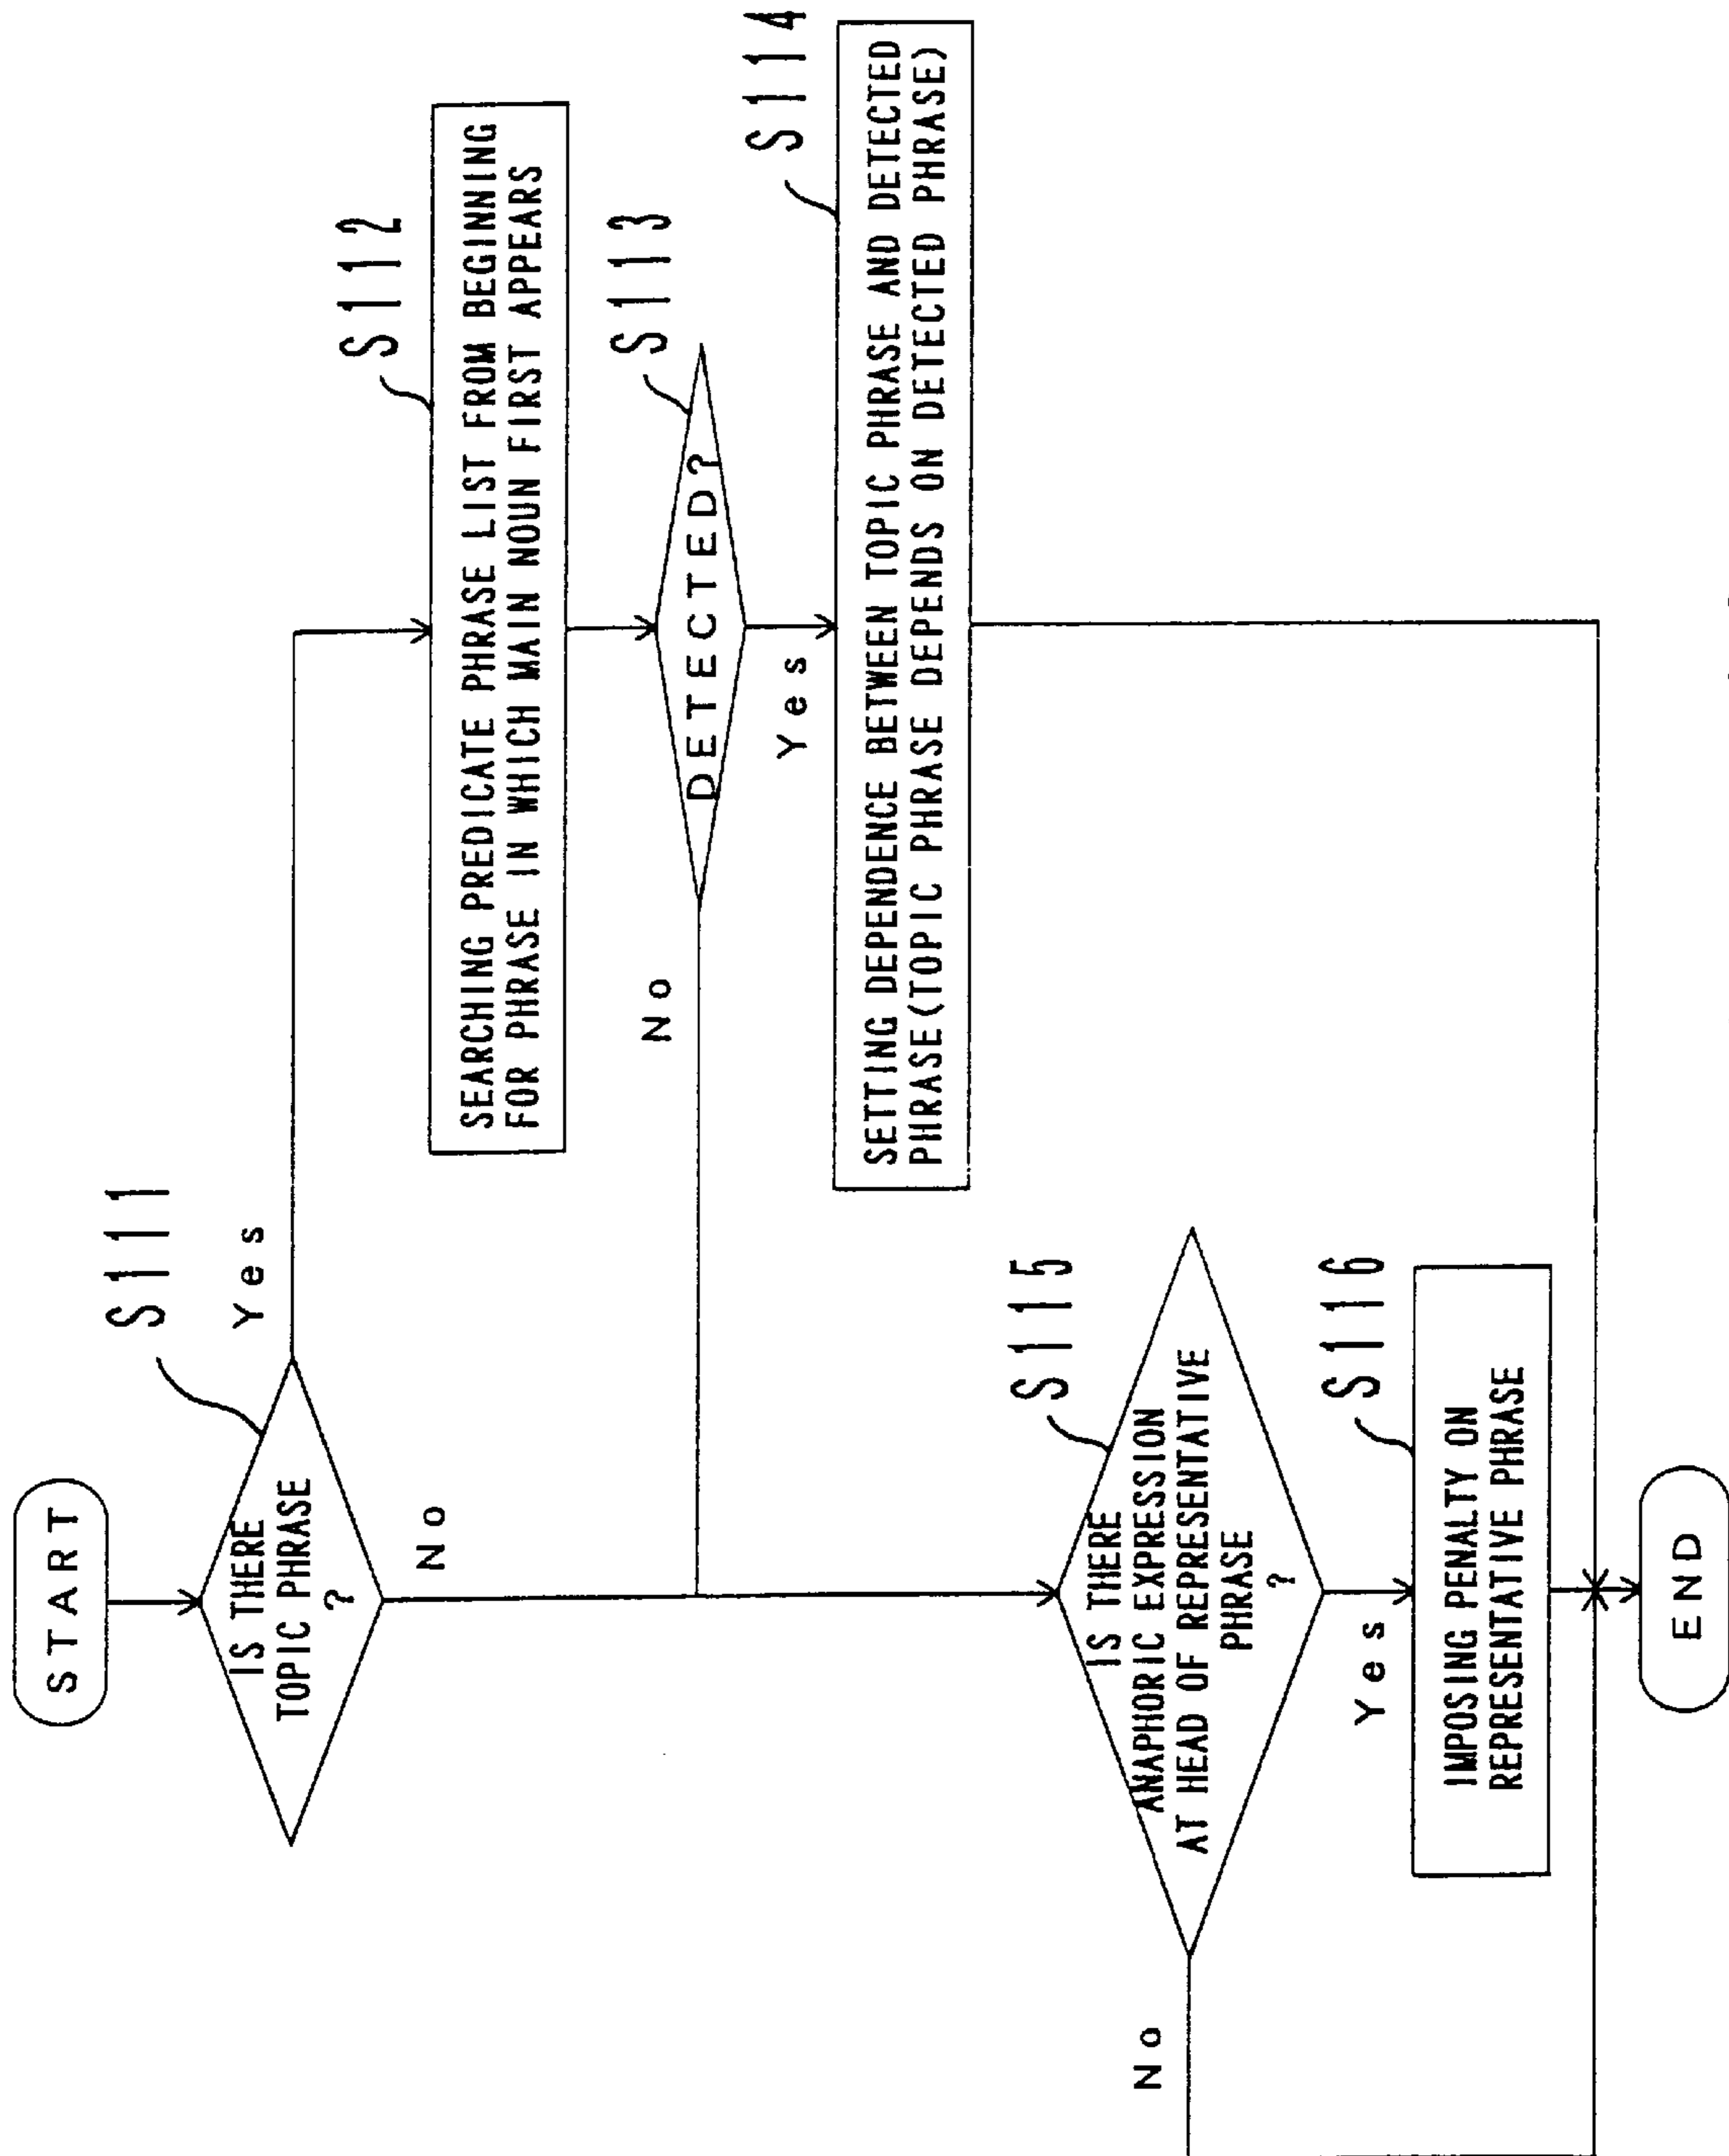 START
S111
IS THERE
TOPIC PHRASE
?
Yes
No
S112
SEARCHING PREDICATE PHRASE LIST FROM BEGINNING
FOR PHRASE IN WHICH MAIN NOUN FIRST APPEARS
S113
DETECTED?
No
Yes
S114
SETTING DEPENDENCE BETWEEN TOPIC PHRASE AND DETECTED
PHRASE(TOPIC PHRASE DEPENDS ON DETECTED PHRASE)
S115
IS THERE
ANAPHORIC EXPRESSION
AT HEAD OF REPRESENTATIVE
PHRASE
?
No
Yes
S116
IMPOSING PENALTY ON
REPRESENTATIVE PHRASE
END